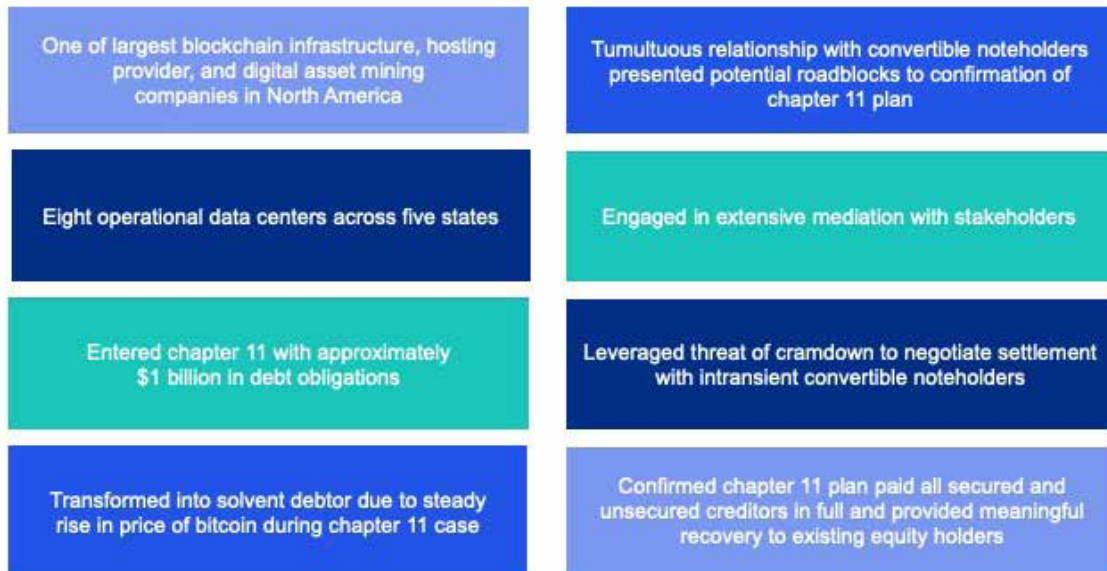 One of largest blockchain infrastructure, hosting
provider, and digital asset mining
companies in North America
Eight operational data centers across five states
Entered chapter 11 with approximately
$1 billion in debt obligations
Transformed into solvent debtor due to steady
rise in price of bitcoin during chapter 11 case
Tumultuous relationship with convertible noteholders
presented potential roadblocks to confirmation of
chapter 11 plan
Engaged in extensive mediation with stakeholders
Leveraged threat of cramdown to negotiate settlement
with intransient convertible noteholders
Confirmed chapter 11 plan paid all secured and
unsecured creditors in full and provided meaningful
recovery to existing equity holders